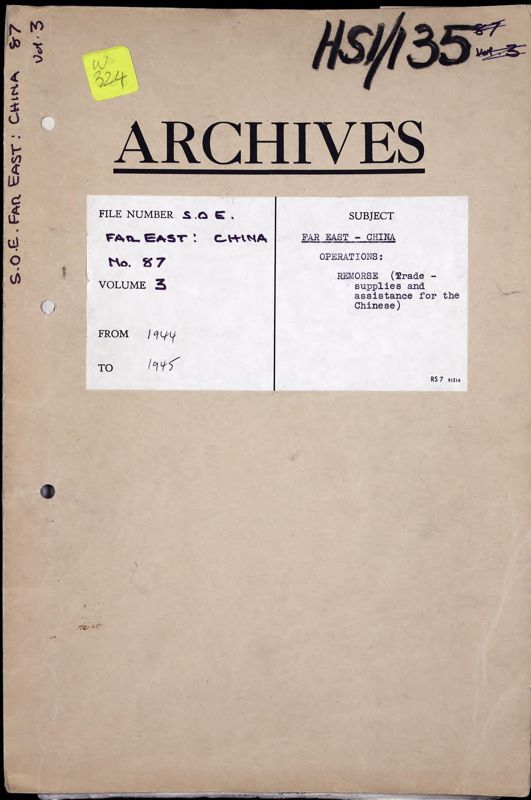 HS1/135
87
Vol. 3
W
324
S.O.E. FAR EAST: CHINA 87
Vol. 3
ARCHIVES
FILE NUMBER S.O E.
FAR EAST: CHINA
No. 87
VOLUME 3
FROM 1944
TO 1945
SUBJECT
FAR EAST - CHINA
OPERATIONS:
REMORSE (Trade -
supplies and
assistance for the
Chinese)
RS 7 91214